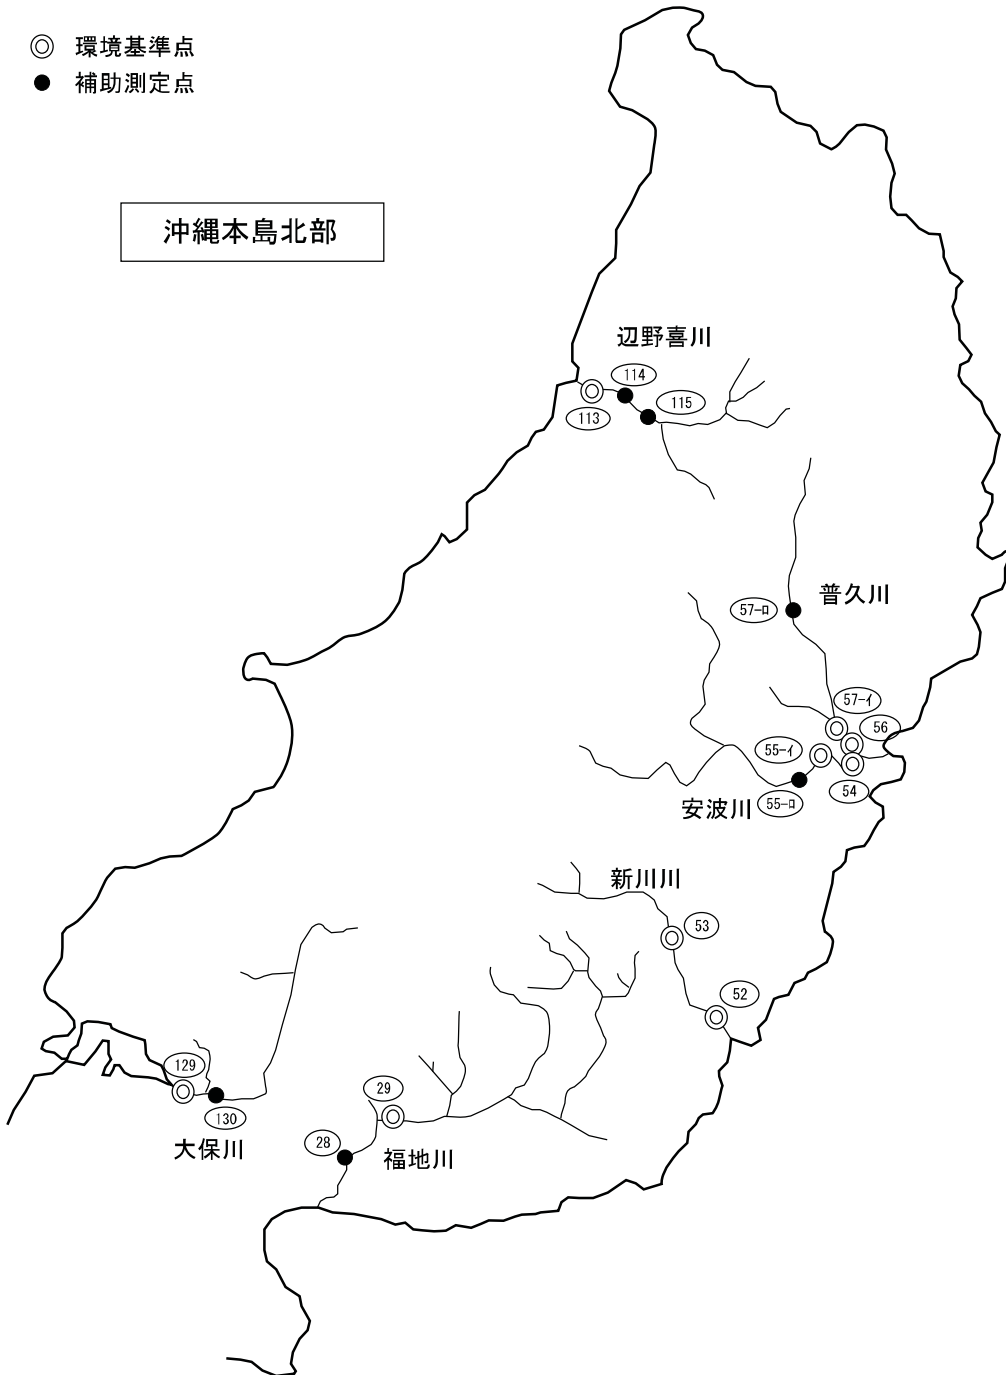 環境基準点
補助測定点
沖縄本島北部
辺野喜川
114
113
115
普久川
57-ロ
57-イ
56
55-イ
54
55-ロ
安波川
新川川
53
52
129
29
130
28
大保川
福地川